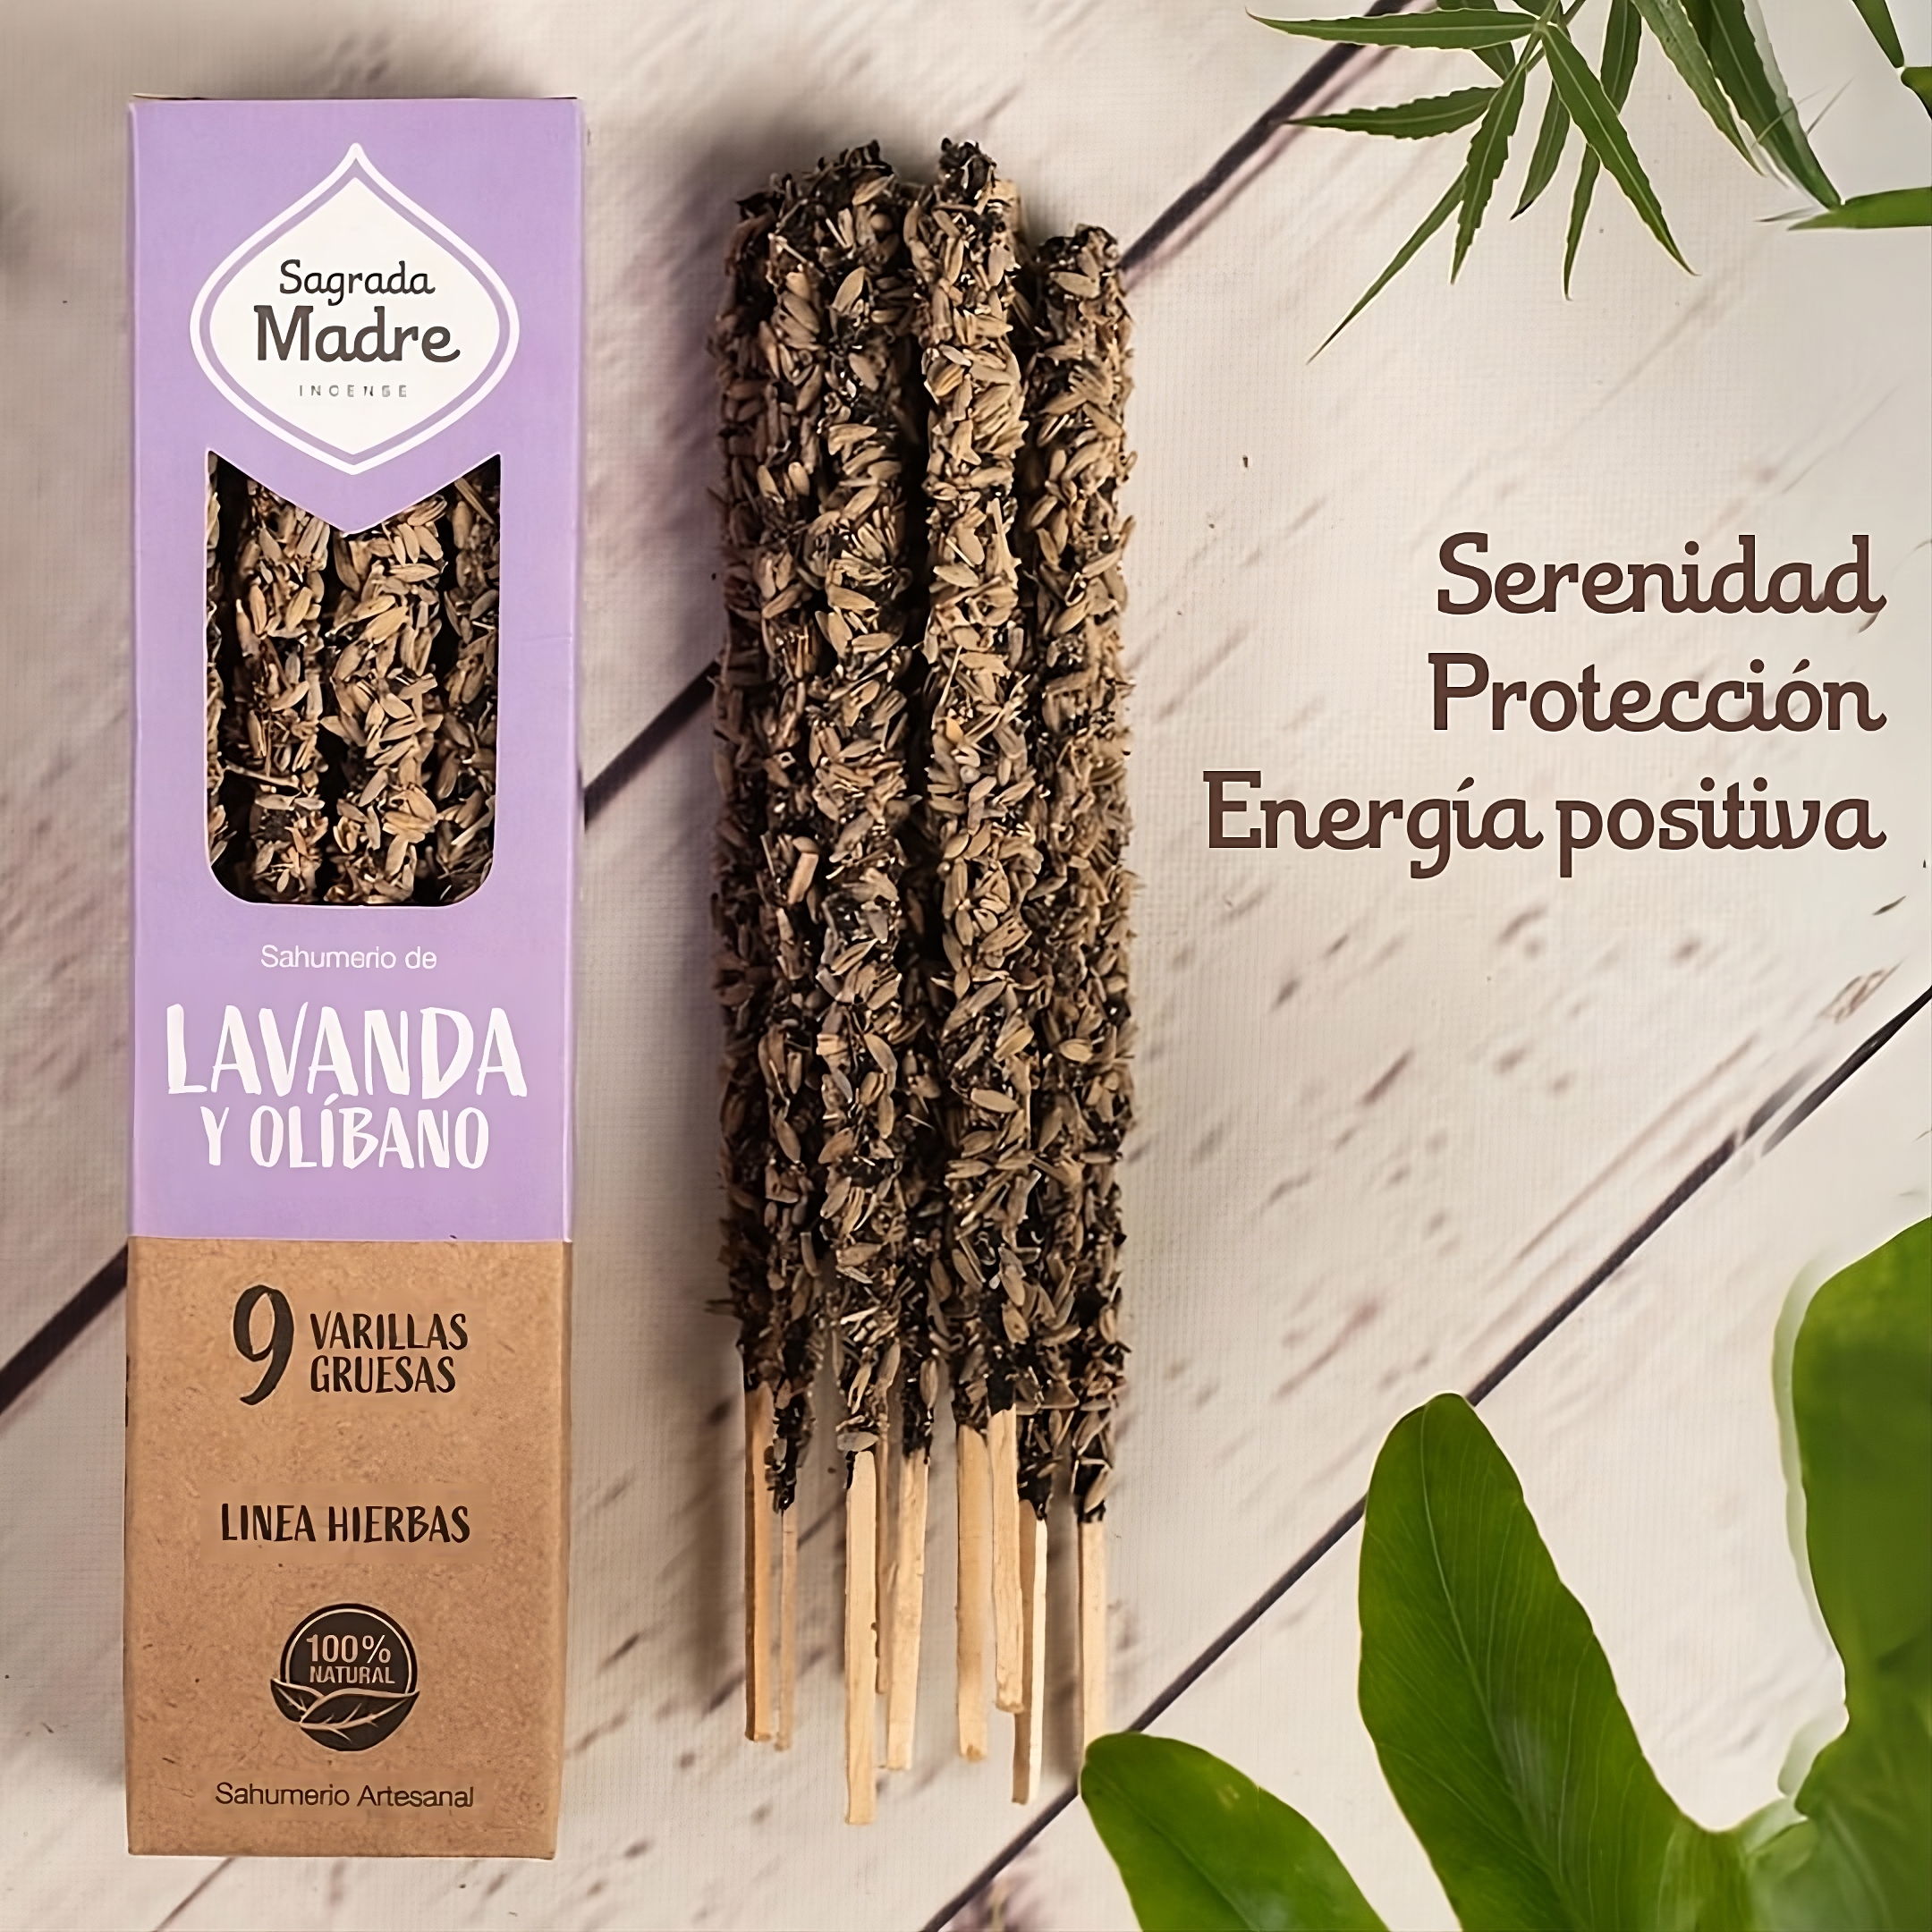 Sagrada
Madre
INCENSE
Sahumerio de
LAVANDA
Y OLÍBANO
9 VARILLAS
GRUESAS
LINEA HIERBAS
100%
NATURAL
Sahumerio Artesanal
Serenidad
Protección
Energía positiva